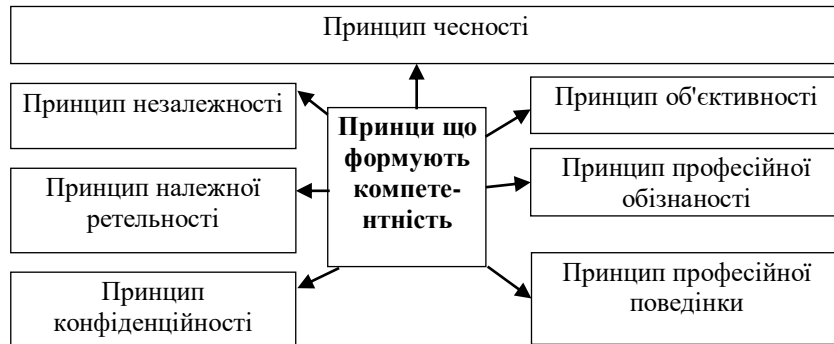 Принцип чесності
Принцип незалежності
Принцип об'єктивності
Принци що
формують
компете-
нтність
Принцип належної
ретельності
Принцип професійної
обізнаності
Принцип
конфіденційності
Принцип професійної
поведінки